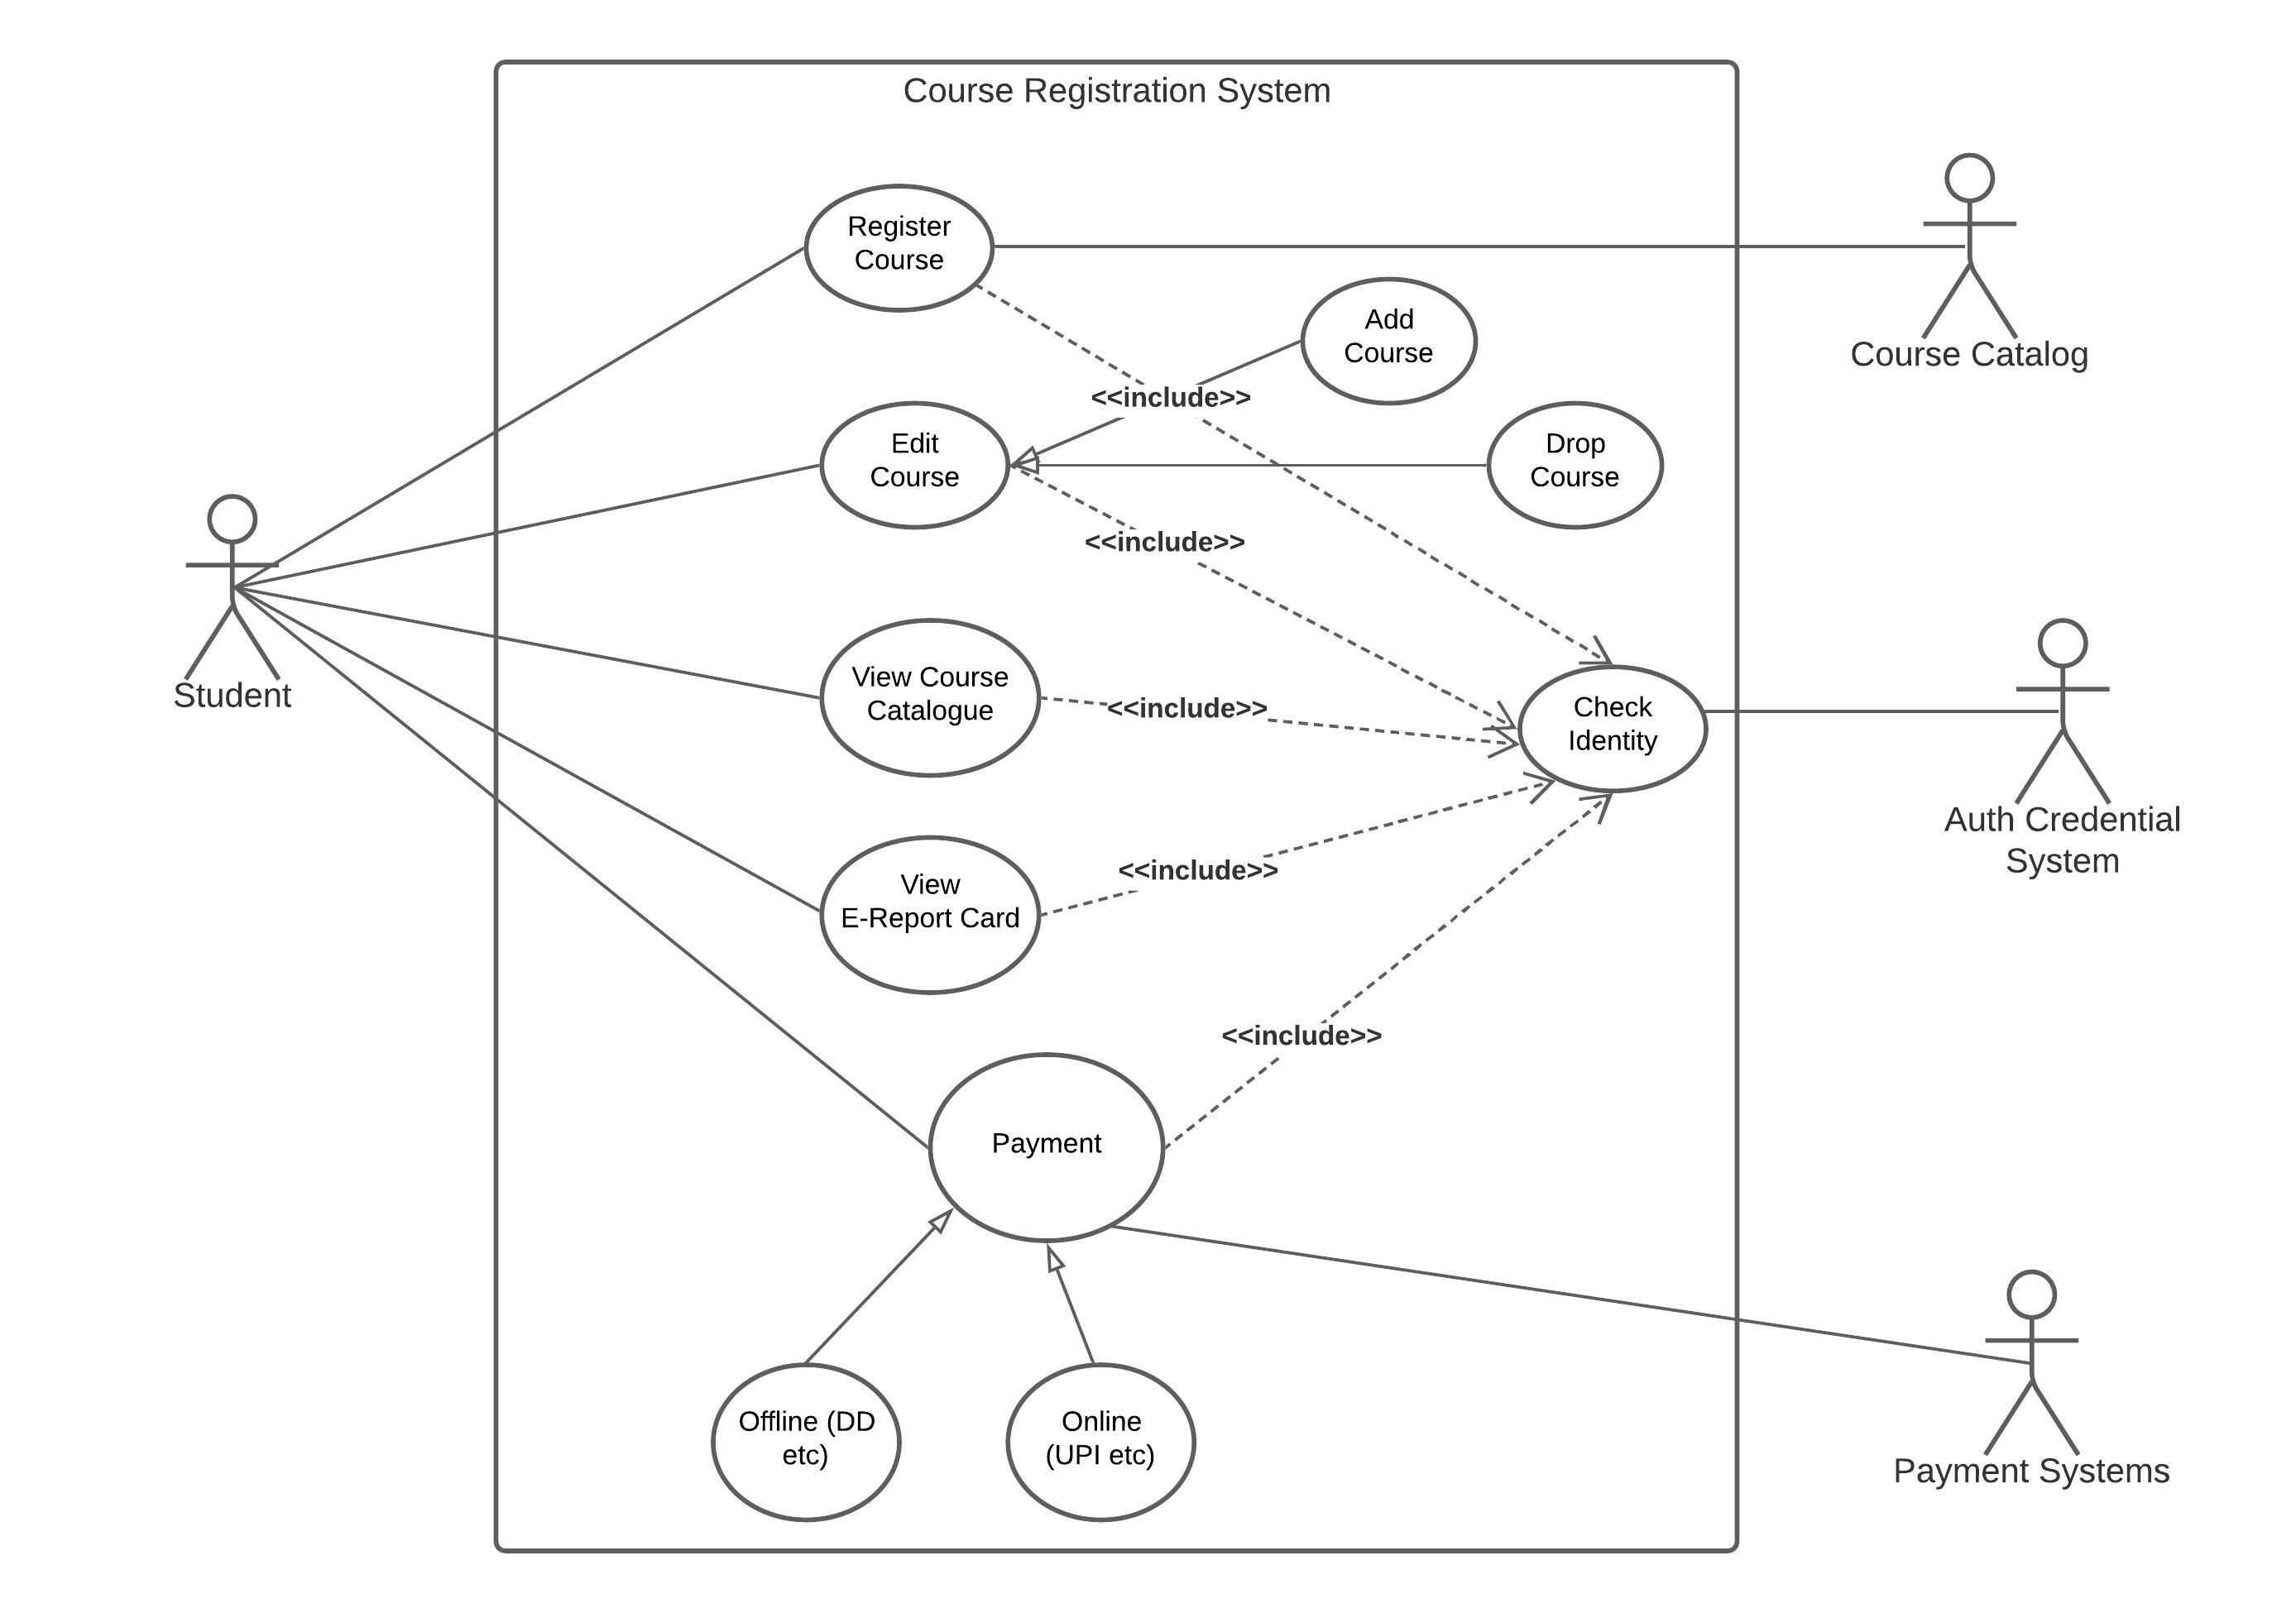 Course Registration System
Register
Course
Add
Course
Course Catalog
<<include>>
Edit
Course
Drop
Course
<<include>>
Student
View Course
Catalogue
<<include>>
Check
Identity
Auth Credential
System
View
E-Report Card
<<include>>
<<include>>
Payment
Offline (DD
etc)
Online
(UPI etc)
Payment Systems